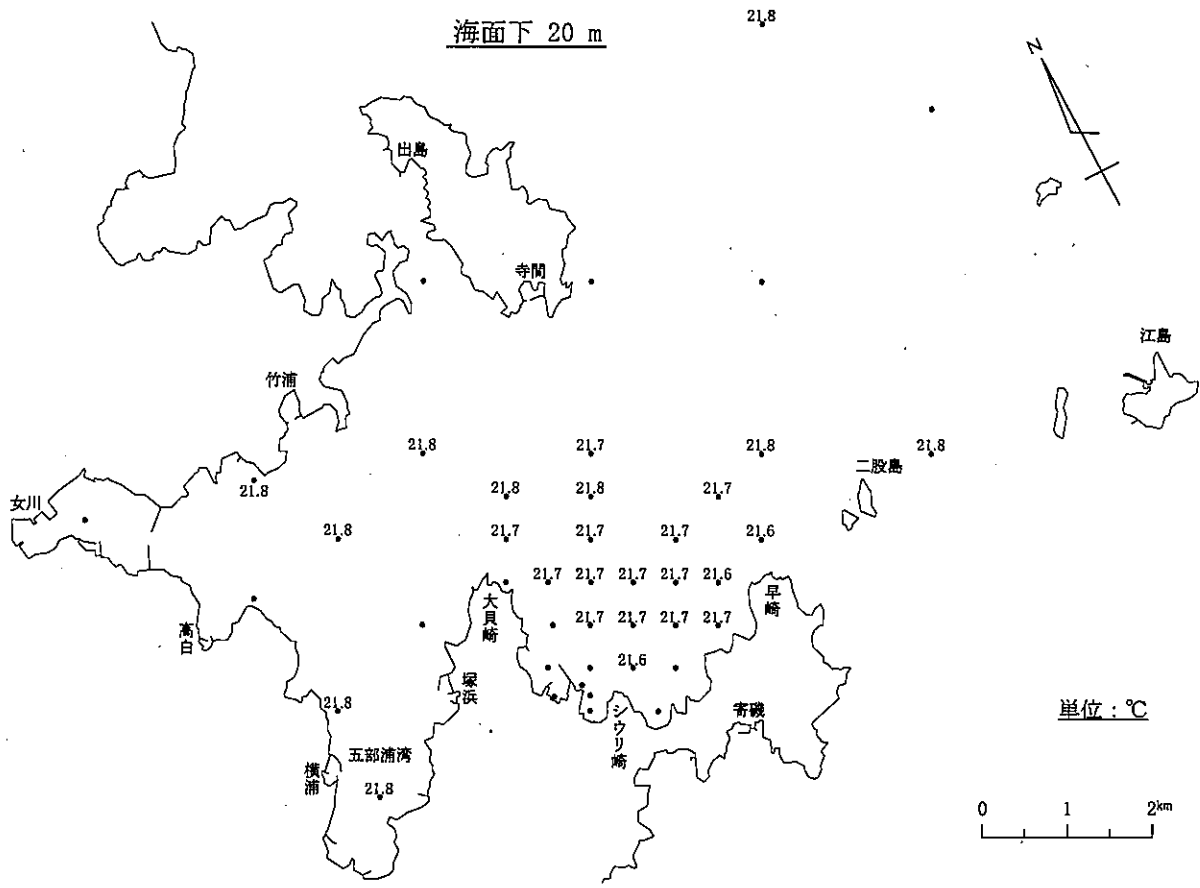 21.8
海面下 20 m
N
出島
寺間
江島
竹浦
21.8 21.7 21.8 21.8
二股島
女川
21.8
21.8 21.8 21.7
21.8
21.7 21.7 21.7 21.6
21.7 21.7 21.7 21.7 21.6
大貝崎
早崎
21.7 21.7 21.7 21.7
高白
21.6
塚浜
シウリ崎
寄磯
21.8
単位：℃
五部浦湾
横浦
21.8
0 1 2km